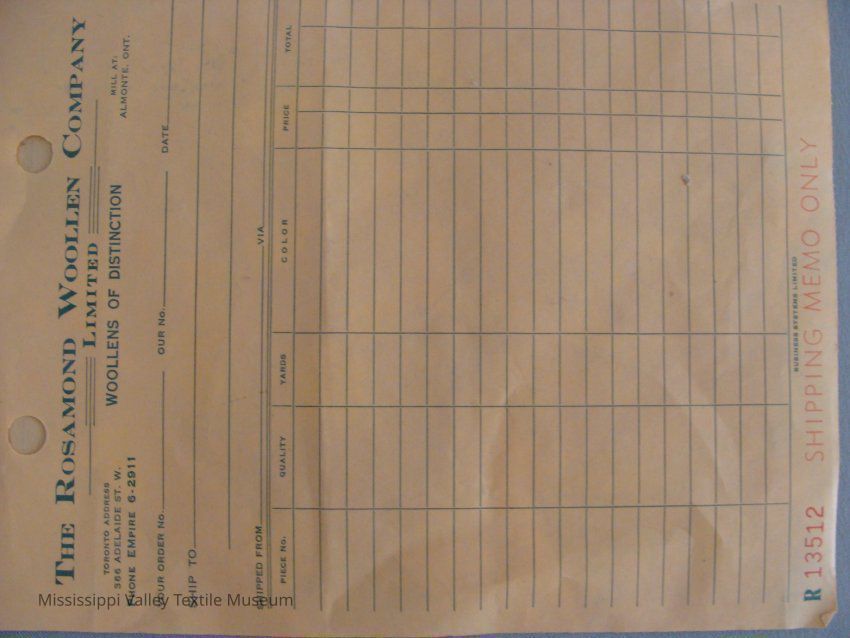 THE ROSAMOND WOOLLEN COMPANY
LIMITED
TORONTO ADDRESS
366 ADELAIDE ST. W.
PHONE EMPIRE 6-2911
WOOLLENS OF DISTINCTION
MILL AT:
ALMONTE, ONT.
YOUR ORDER No. OUR No. DATE
SHIP TO
SHIPPED FROM VIA
PIECE No. QUALITY YARDS COLOR PRICE TOTAL
BUSINESS SYSTEMS LIMITED
R 13512 SHIPPING MEMO ONLY
Mississippi Valley Textile Museum